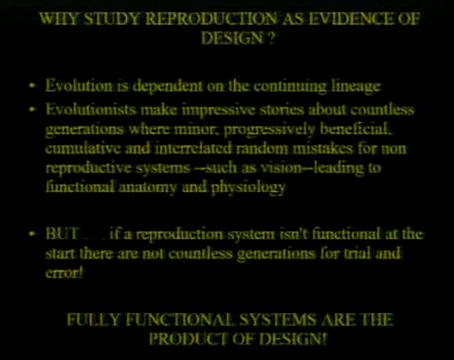 WHY STUDY REPRODUCTION AS EVIDENCE OF
DESIGN ?
• Evolution is dependent on the continuing lineage
• Evolutionists make impressive stories about countless
generations where minor, progressively beneficial,
cumulative and interrelated random mistakes for non
reproductive systems --such as vision--leading to
functional anatomy and physiology
• BUT . . . if a reproduction system isn't functional at the
start there are not countless generations for trial and
error!
FULLY FUNCTIONAL SYSTEMS ARE THE
PRODUCT OF DESIGN!